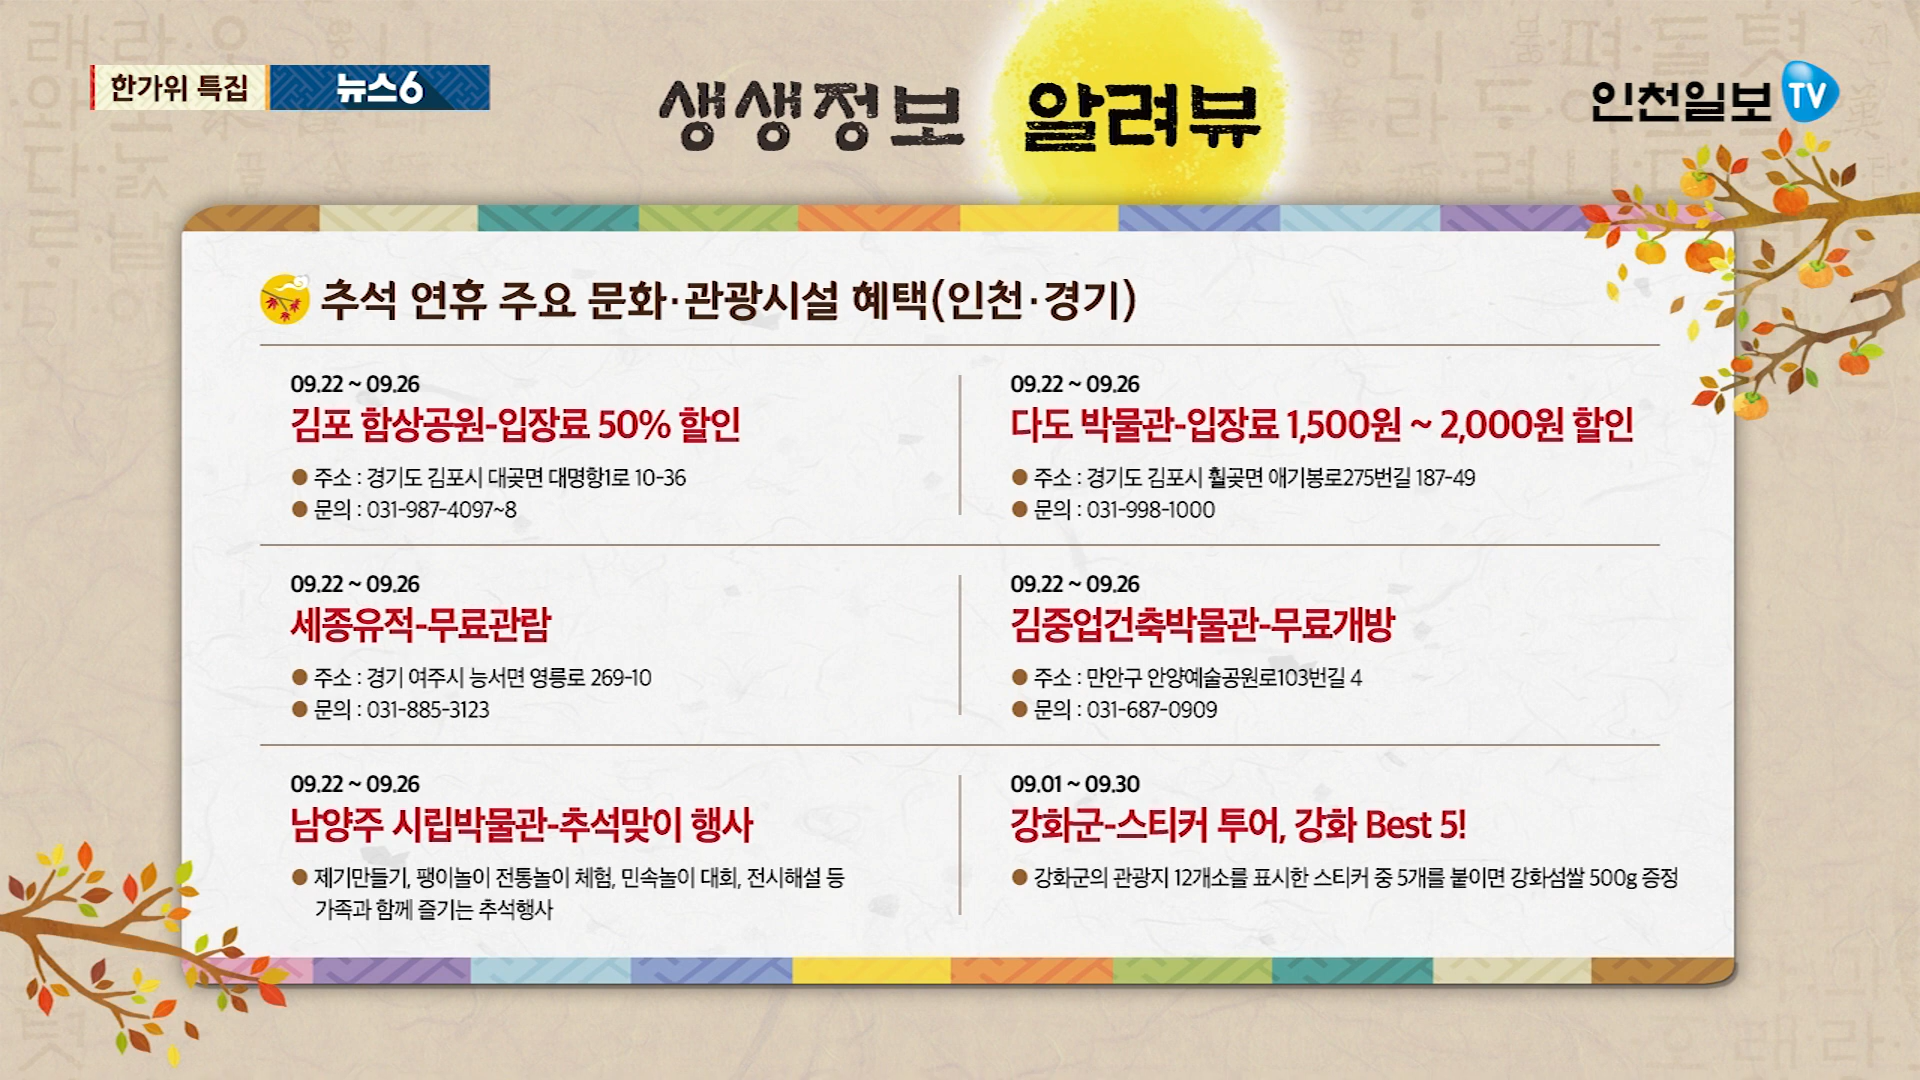 한가위 특집 뉴스6
생생정보 알려뷰
인천일보 TV
추석 연휴 주요 문화·관광시설 혜택(인천·경기)
09.22 ~ 09.26
김포 함상공원-입장료 50% 할인
● 주소 : 경기도 김포시 대곶면 대명항1로 10-36
● 문의 : 031-987-4097~8
09.22 ~ 09.26
다도 박물관-입장료 1,500원 ~ 2,000원 할인
● 주소 : 경기도 김포시 훨곶면 애기봉로275번길 187-49
● 문의 : 031-998-1000
09.22 ~ 09.26
세종유적-무료관람
● 주소 : 경기 여주시 능서면 영릉로 269-10
● 문의 : 031-885-3123
09.22 ~ 09.26
김중업건축박물관-무료개방
● 주소 : 만안구 안양예술공원로103번길 4
● 문의 : 031-687-0909
09.22 ~ 09.26
남양주 시립박물관-추석맞이 행사
● 제기만들기, 팽이놀이 전통놀이 체험, 민속놀이 대회, 전시해설 등
가족과 함께 즐기는 추석행사
09.01 ~ 09.30
강화군-스티커 투어, 강화 Best 5!
● 강화군의 관광지 12개소를 표시한 스티커 중 5개를 붙이면 강화섬쌀 500g 증정